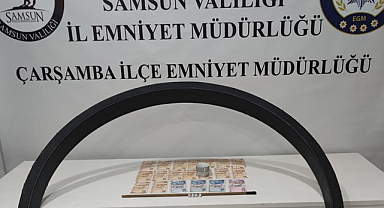 SAMSUN VALİLİĞİ
İL EMNİYET MÜDÜRLÜĞÜ
ÇARŞAMBA İLÇE EMNİYET MÜDÜRLÜĞÜ
SAMSUN
SAMSUN VALİLİĞİ
EGM